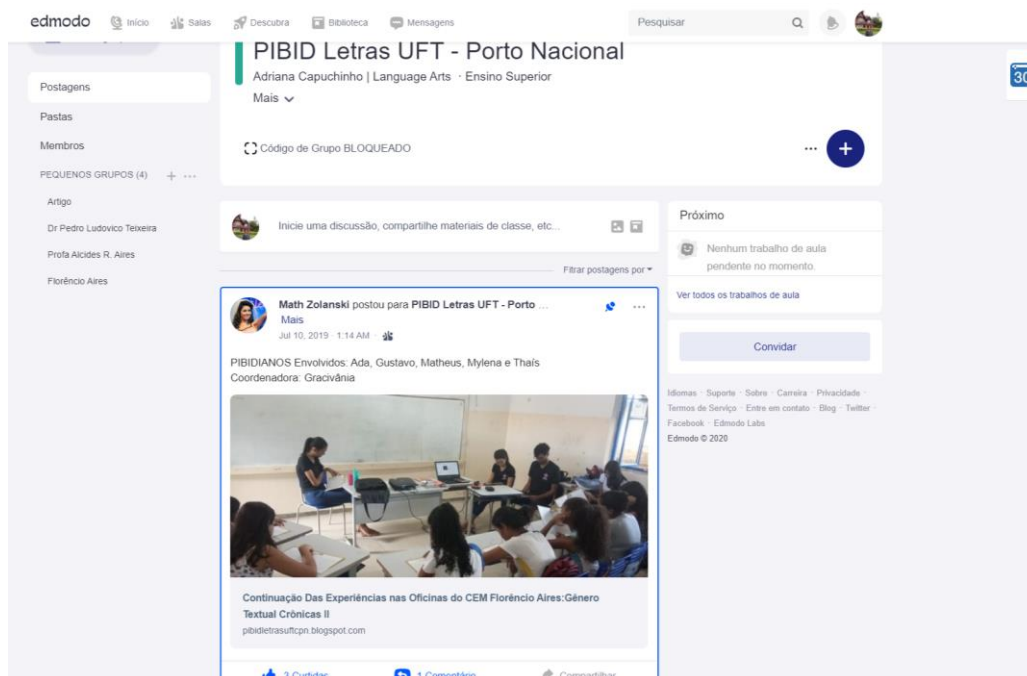 edmodo Início Salas Descubra Biblioteca Mensagens Pesquisar
30
PIBID Letras UFT - Porto Nacional
Adriana Capuchinho | Language Arts · Ensino Superior
Mais
Código de Grupo BLOQUEADO
Postagens
Pastas
Membros
PEQUENOS GRUPOS (4)
Artigo
Dr Pedro Ludovico Teixeira
Profa Alcides R. Aires
Florêncio Aires
Inicie uma discussão, compartilhe materiais de classe, etc...
Filtrar postagens por
Math Zolanski postou para PIBID Letras UFT - Porto ...
Mais
Jul 10, 2019 · 1:14 AM ·
PIBIDIANOS Envolvidos: Ada, Gustavo, Matheus, Mylena e Thaís
Coordenadora: Gracivânia
Continuação Das Experiências nas Oficinas do CEM Florêncio Aires:Gênero
Textual Crônicas II
pibidletrasuftcpn.blogspot.com
2 Curtidas 1 Comentário Compartilhar
Próximo
Nenhum trabalho de aula
pendente no momento.
Ver todos os trabalhos de aula
Convidar
Idiomas · Suporte · Sobre · Carreira · Privacidade ·
Termos de Serviço · Entre em contato · Blog · Twitter ·
Facebook · Edmodo Labs
Edmodo © 2020